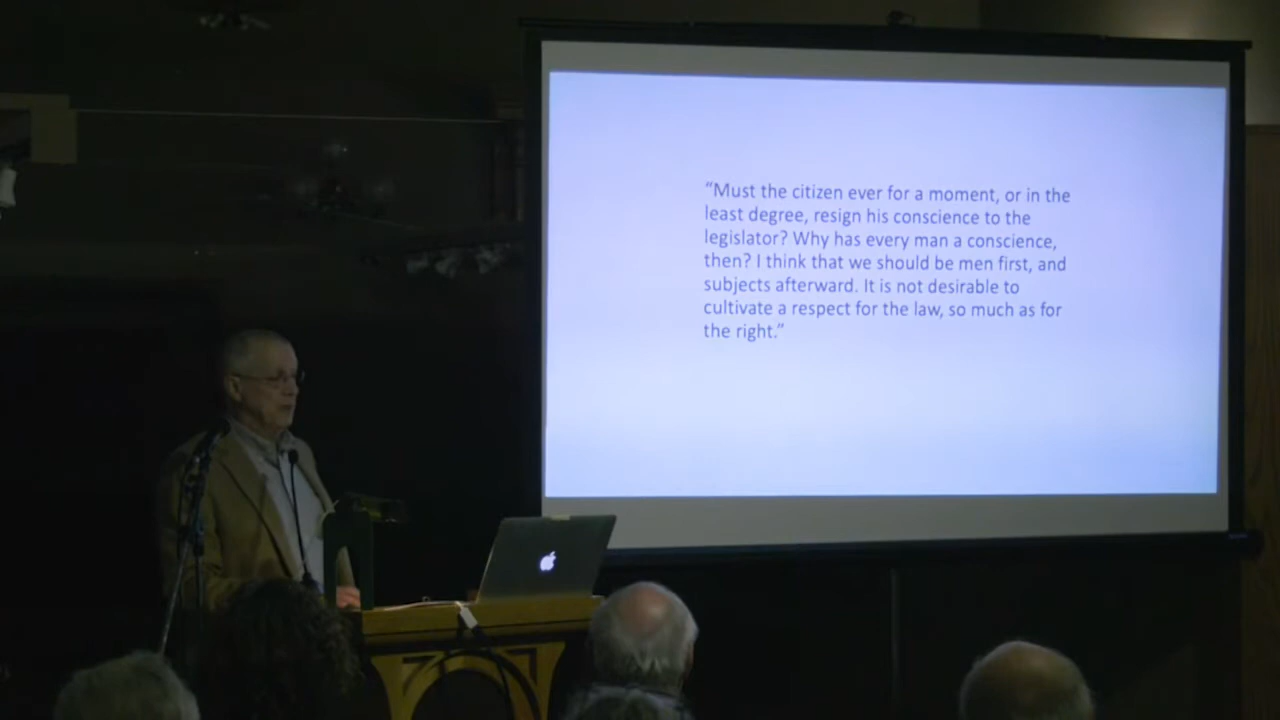 “Must the citizen ever for a moment, or in the
least degree, resign his conscience to the
legislator? Why has every man a conscience,
then? I think that we should be men first, and
subjects afterward. It is not desirable to
cultivate a respect for the law, so much as for
the right.”